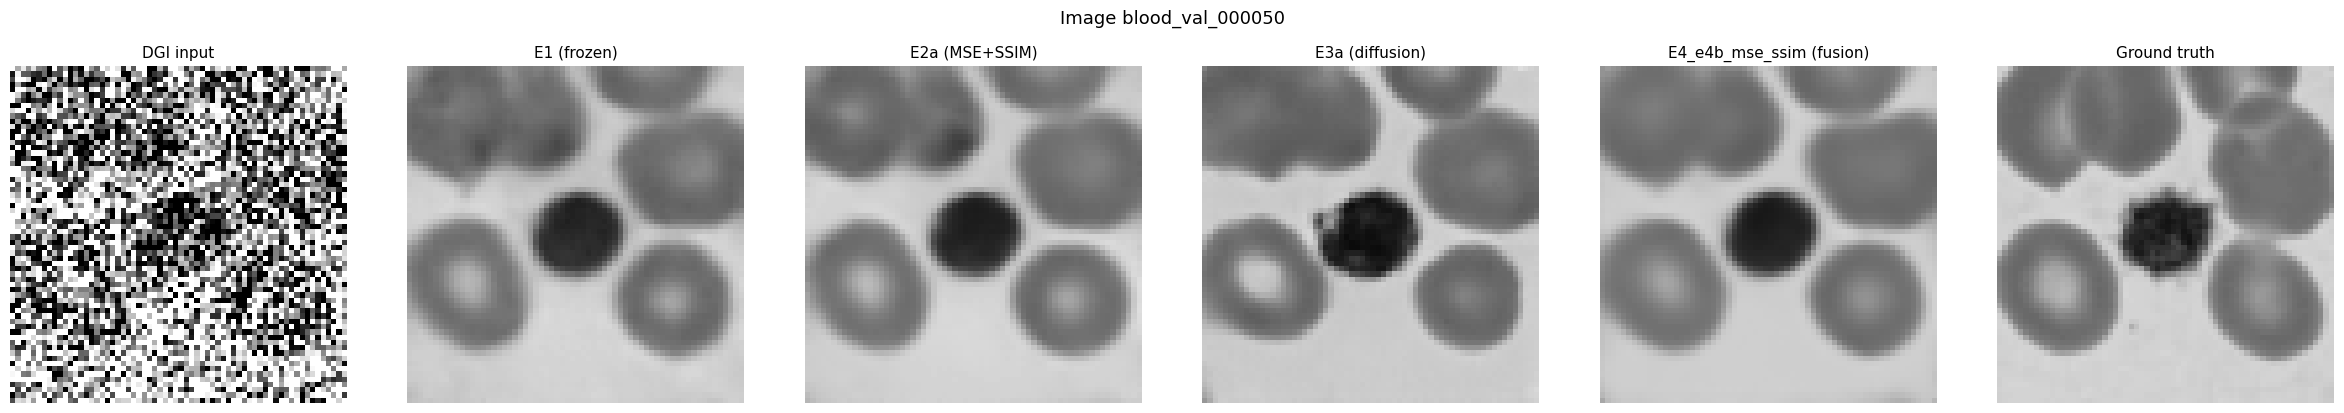 Image blood_val_000050
DGI input
E1 (frozen)
E2a (MSE+SSIM)
E3a (diffusion)
E4_e4b_mse_ssim (fusion)
Ground truth